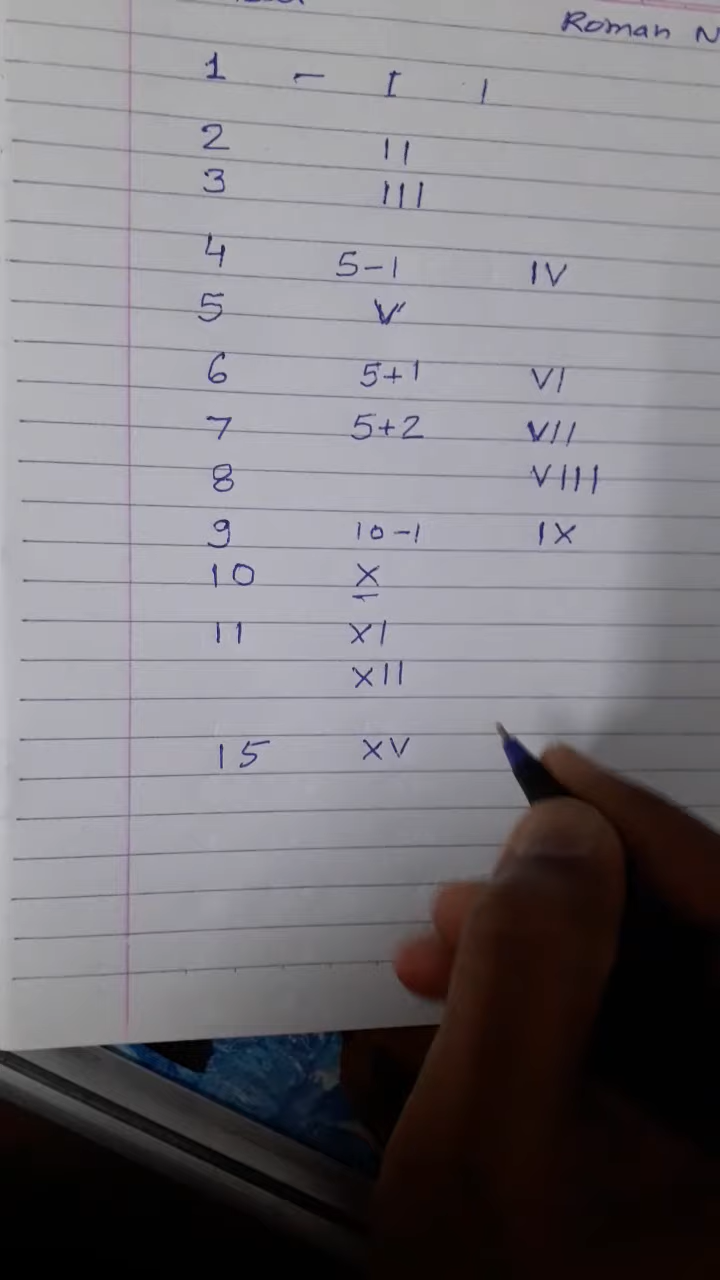 Roman N
1 - I I
2 II
3 III
4 5-1 IV
5 V
6 5+1 VI
7 5+2 VII
8 VIII
9 10-1 IX
10 X
11 XI
XII
15 XV